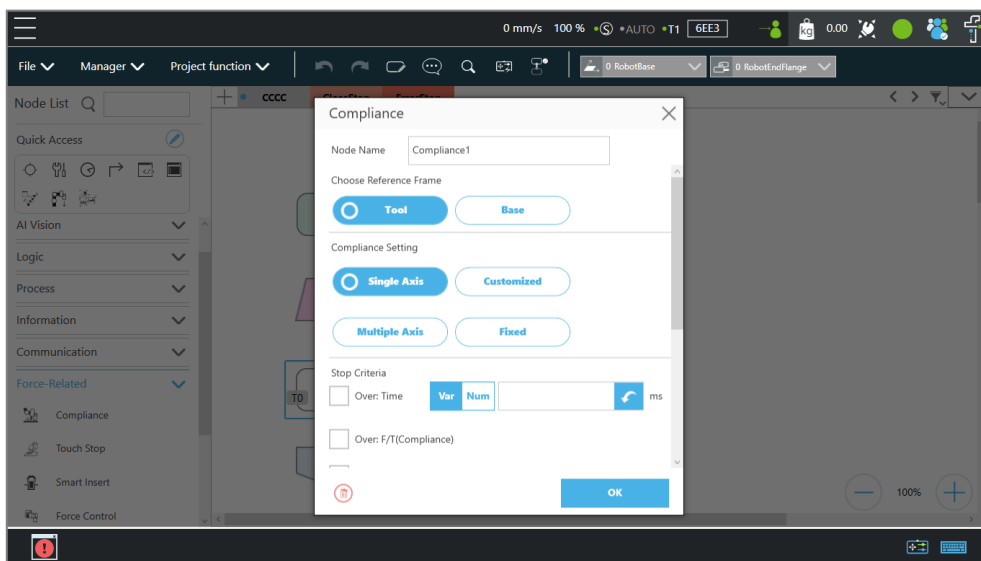 0 mm/s 100 % S AUTO T1 6EE3 kg 0.00
File Manager Project function 0 RobotBase 0 RobotEndFlange
Node List cccc
Compliance
Quick Access
Node Name Compliance1
Choose Reference Frame
Tool Base
AI Vision
Compliance Setting
Logic
Single Axis Customized
Process
Information
Multiple Axis Fixed
Communication
Stop Criteria
Force-Related
T0
Over: Time Var Num ms
Compliance
Over: F/T(Compliance)
Touch Stop
Smart Insert
OK
100%
Force Control